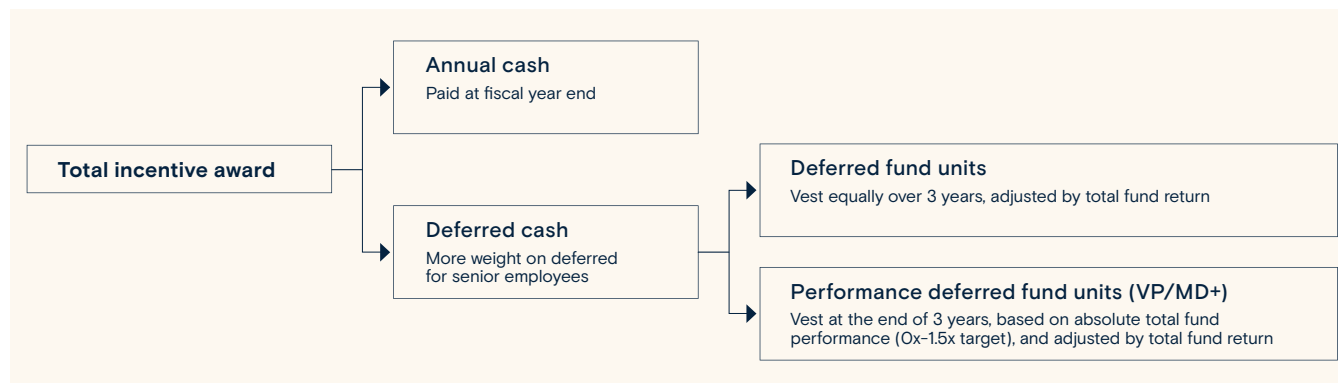 Total incentive award
Annual cash
Paid at fiscal year end
Deferred cash
More weight on deferred
for senior employees
Deferred fund units
Vest equally over 3 years, adjusted by total fund return
Performance deferred fund units (VP/MD+)
Vest at the end of 3 years, based on absolute total fund
performance (0x–1.5x target), and adjusted by total fund return